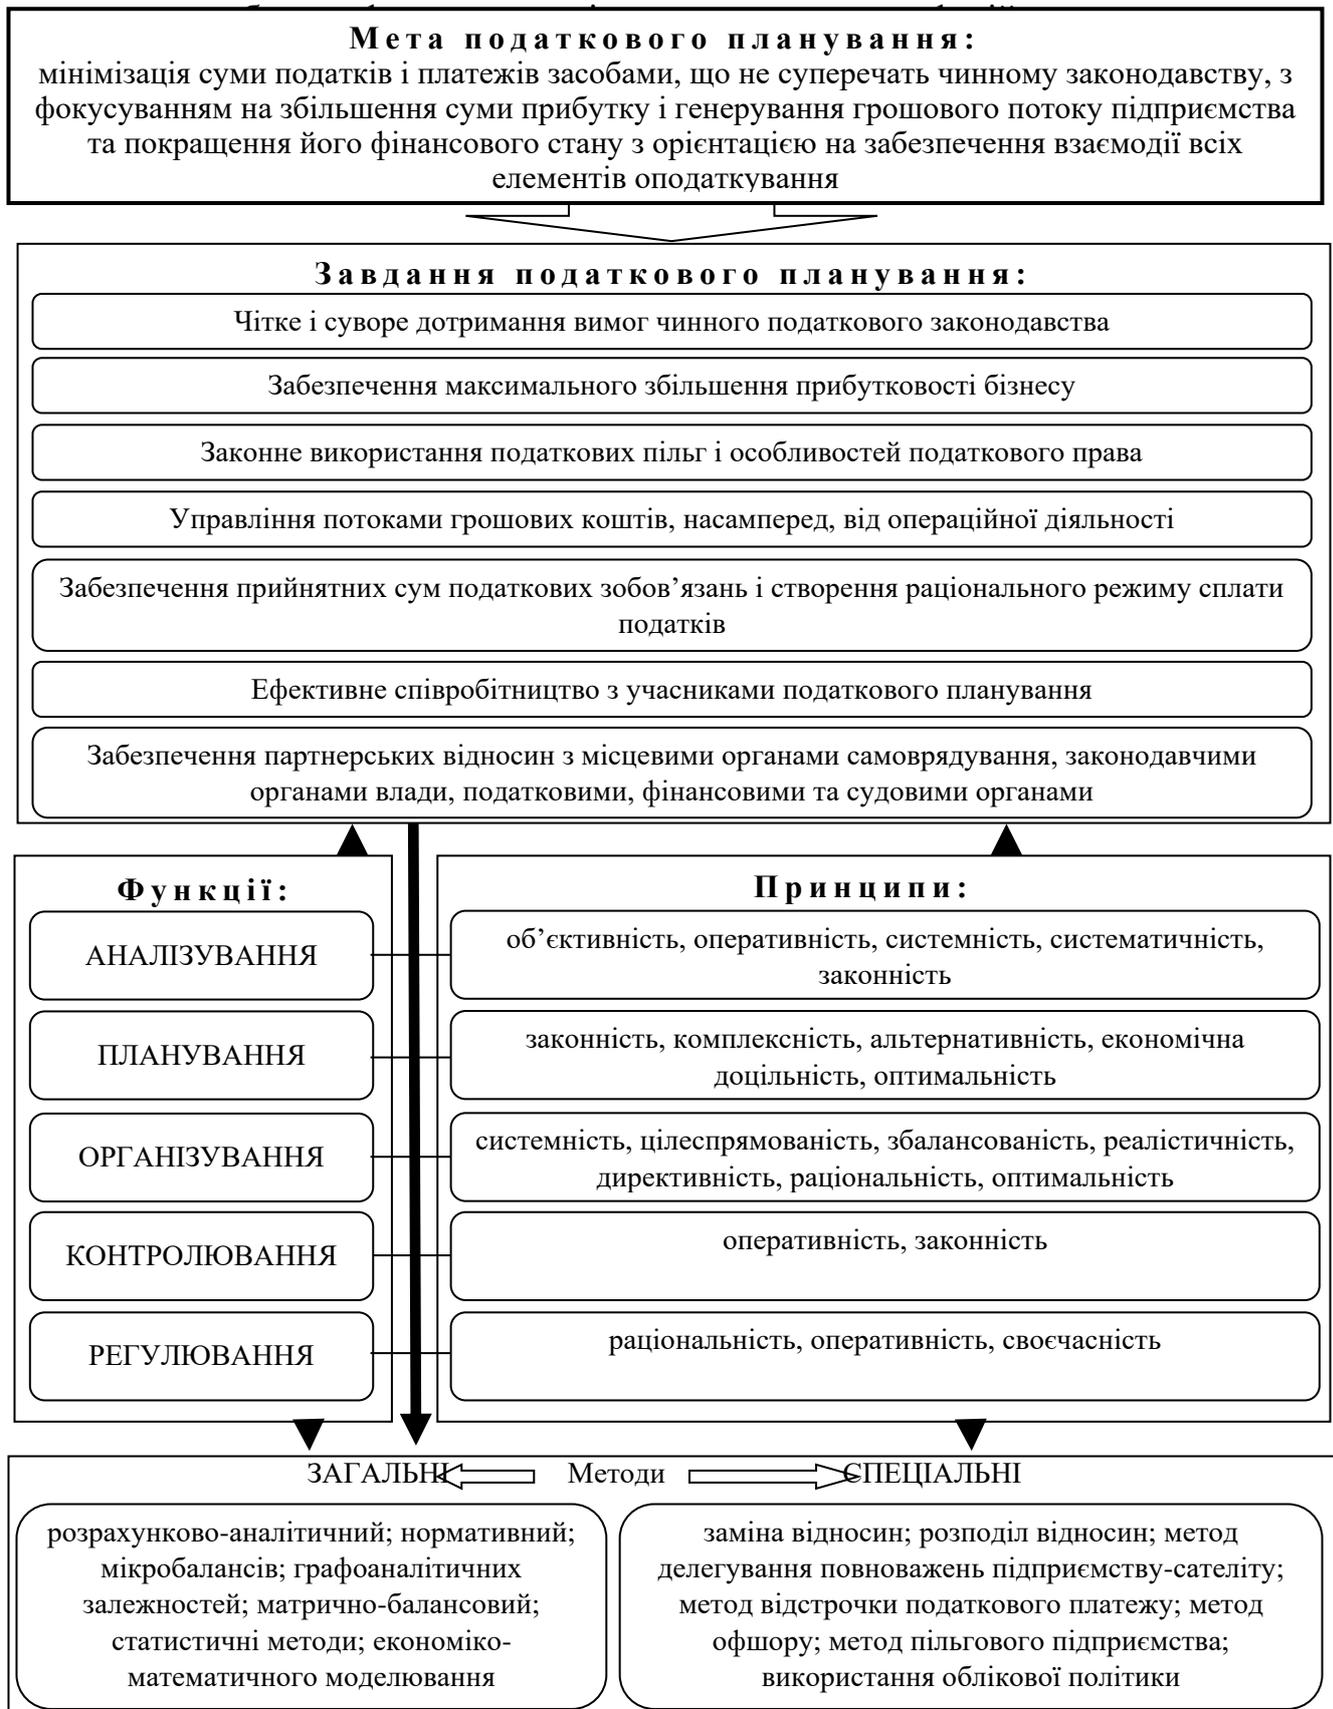 Мета податкового планування:
мінімізація суми податків і платежів засобами, що не суперечать чинному законодавству, з
фокусуванням на збільшення суми прибутку і генерування грошового потоку підприємства
та покращення його фінансового стану з орієнтацією на забезпечення взаємодії всіх
елементів оподаткування
Завдання податкового планування:
Чітке і суворе дотримання вимог чинного податкового законодавства
Забезпечення максимального збільшення прибутковості бізнесу
Законне використання податкових пільг і особливостей податкового права
Управління потоками грошових коштів, насамперед, від операційної діяльності
Забезпечення прийнятних сум податкових зобов’язань і створення раціонального режиму сплати
податків
Ефективне співробітництво з учасниками податкового планування
Забезпечення партнерських відносин з місцевими органами самоврядування, законодавчими
органами влади, податковими, фінансовими та судовими органами
Функції:
Принципи:
АНАЛІЗУВАННЯ
об’єктивність, оперативність, системність, систематичність,
законність
ПЛАНУВАННЯ
законність, комплексність, альтернативність, економічна
доцільність, оптимальність
ОРГАНІЗУВАННЯ
системність, цілеспрямованість, збалансованість, реалістичність,
директивність, раціональність, оптимальність
КОНТРОЛЮВАННЯ
оперативність, законність
РЕГУЛЮВАННЯ
раціональність, оперативність, своєчасність
ЗАГАЛЬНІ Методи СПЕЦІАЛЬНІ
розрахунково-аналітичний; нормативний;
мікробалансів; графоаналітичних
залежностей; матрично-балансовий;
статистичні методи; економіко-
математичного моделювання
заміна відносин; розподіл відносин; метод
делегування повноважень підприємству-сателіту;
метод відстрочки податкового платежу; метод
офшору; метод пільгового підприємства;
використання облікової політики